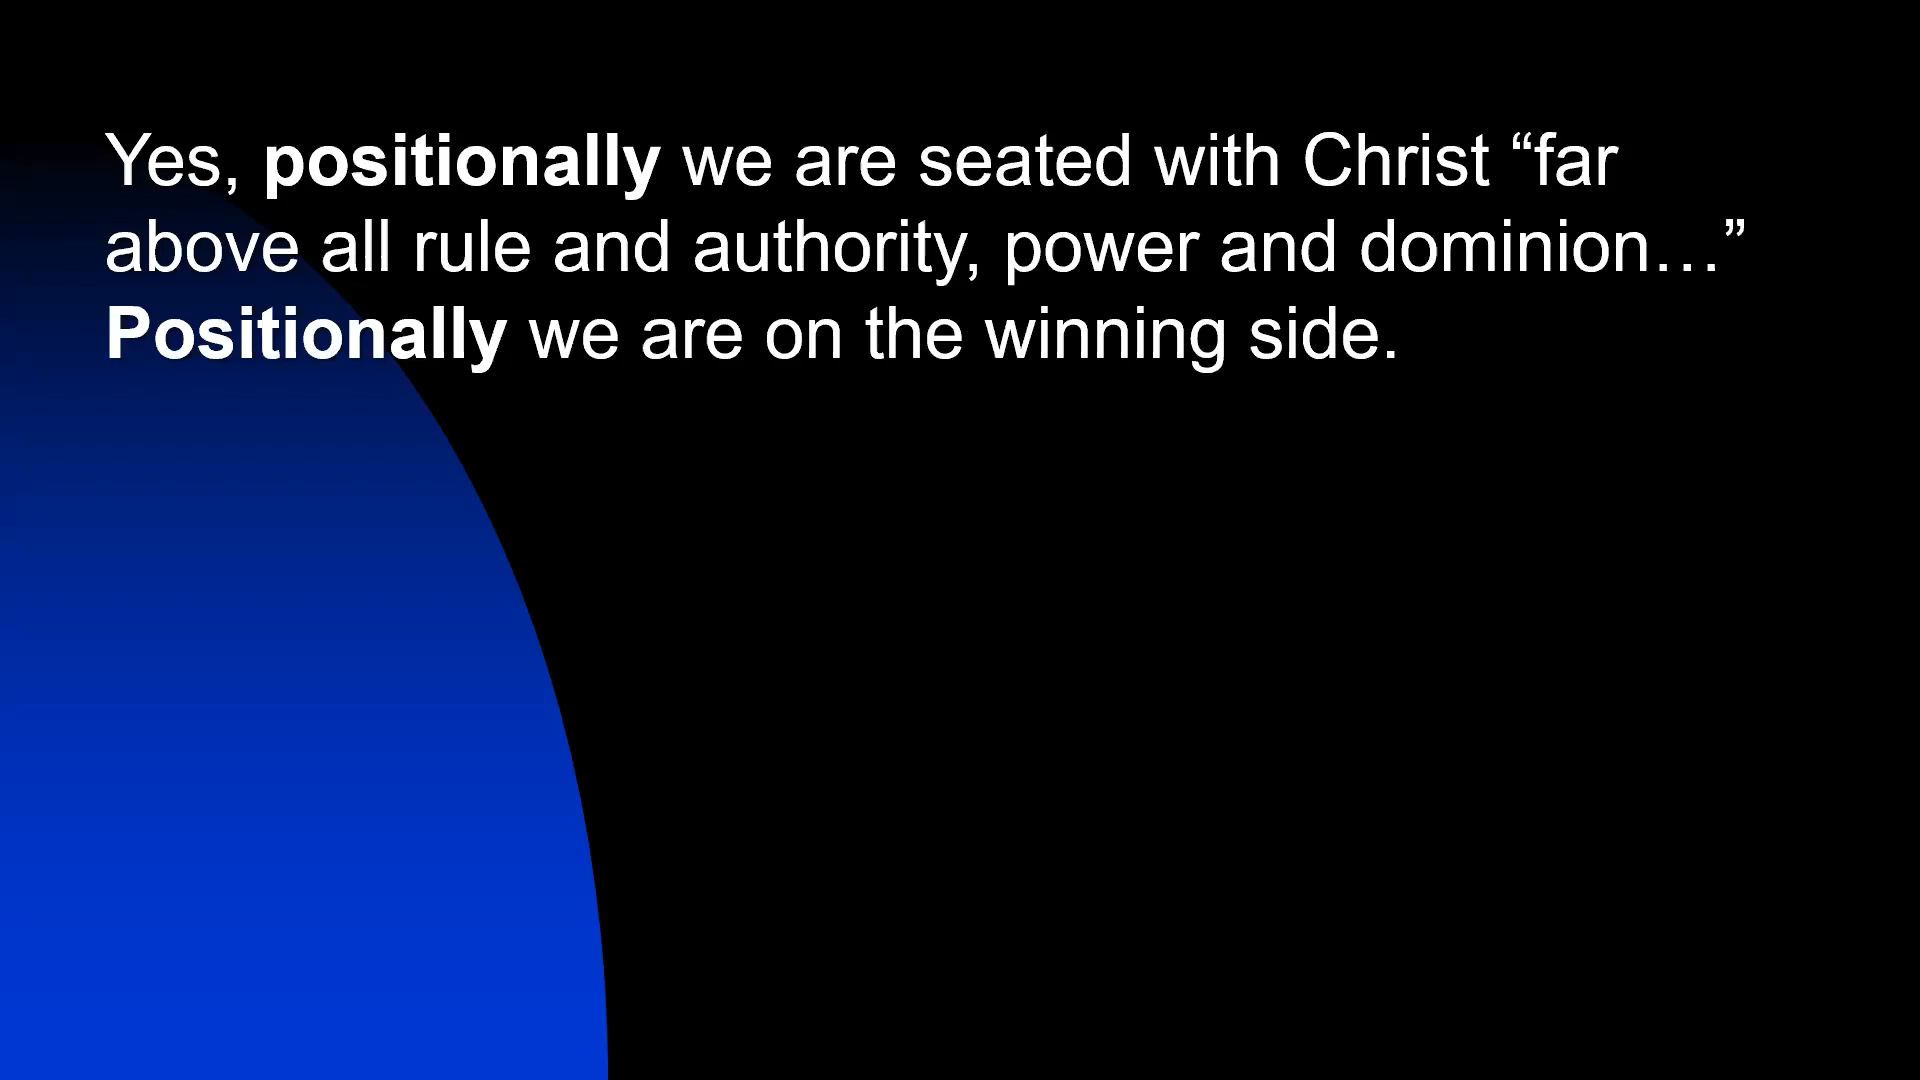 Yes, positionally we are seated with Christ “far
above all rule and authority, power and dominion…”
Positionally we are on the winning side.